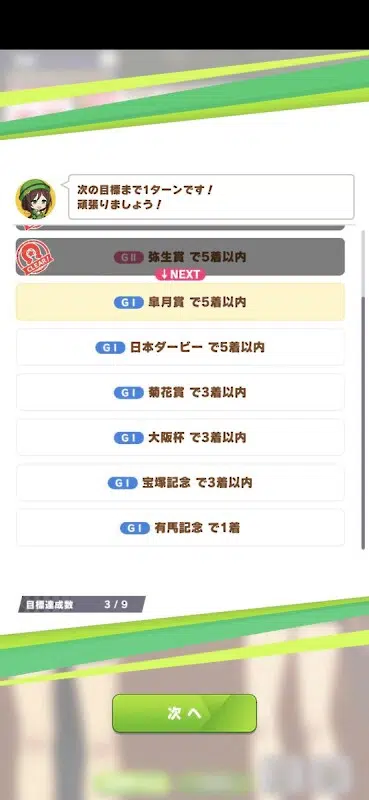 次の目標まで1ターンです！
頑張りましょう！
CLEAR!
GⅡ 弥生賞 で5着以内
↓NEXT
GⅠ 皐月賞 で5着以内
GⅠ 日本ダービー で5着以内
GⅠ 菊花賞 で3着以内
GⅠ 大阪杯 で3着以内
GⅠ 宝塚記念 で3着以内
GⅠ 有馬記念 で1着
目標達成数 3 / 9
次へ